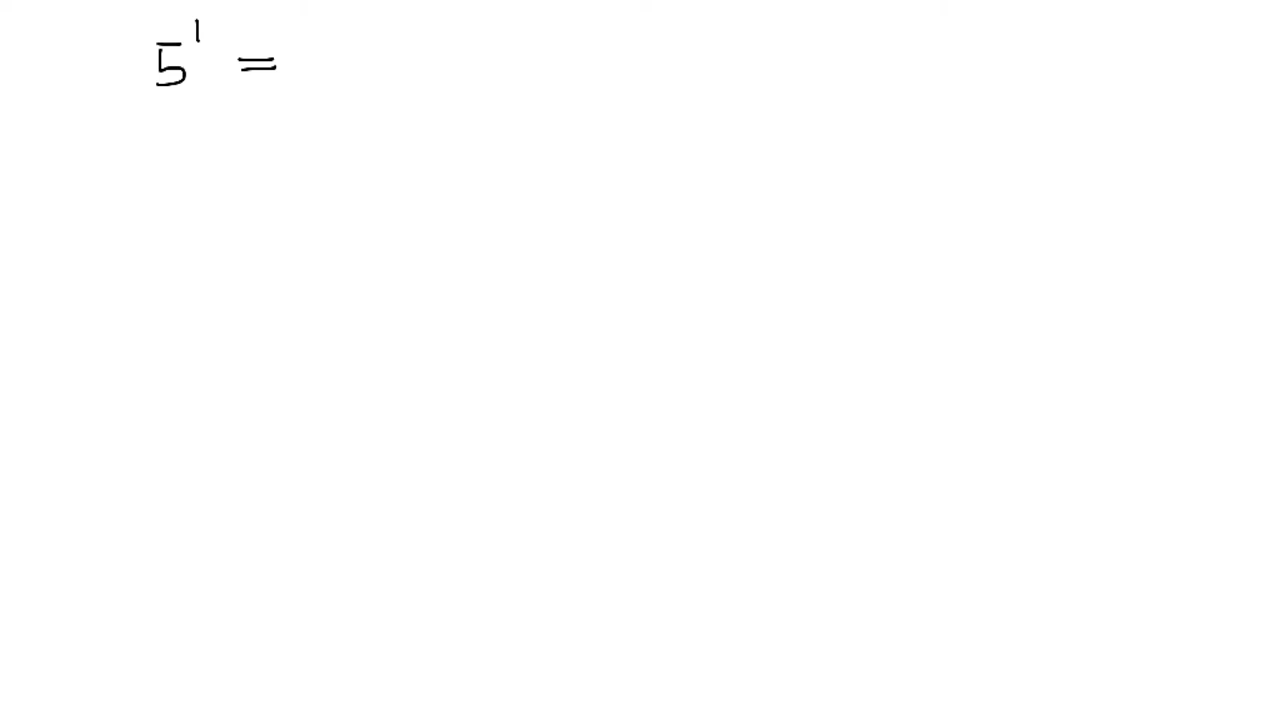 5¹ =